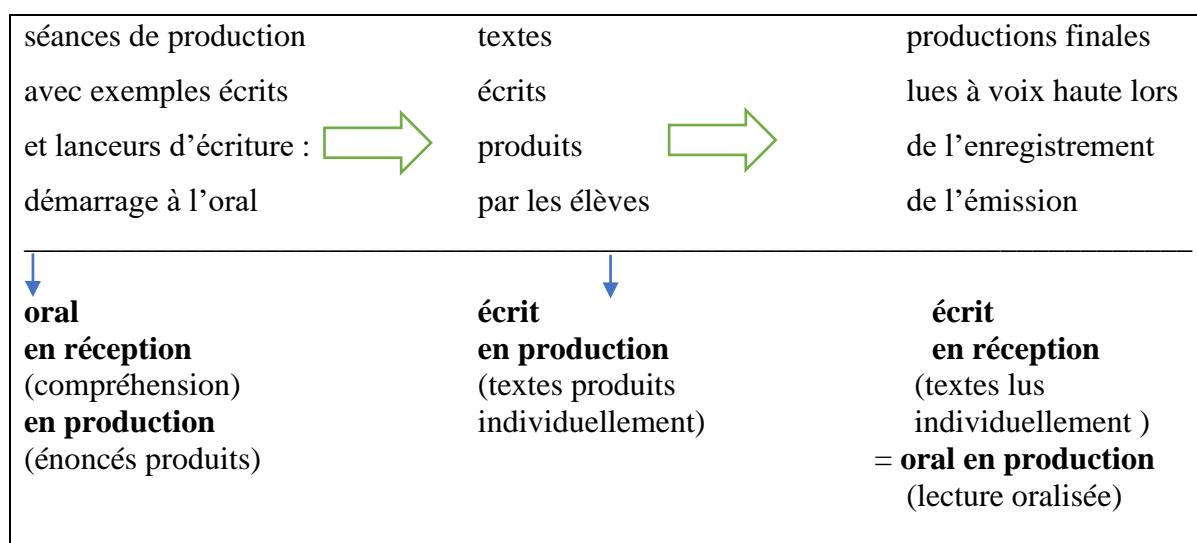 séances de production
avec exemples écrits
et lanceurs d’écriture :
démarrage à l’oral
textes
écrits
produits
par les élèves
productions finales
lues à voix haute lors
de l’enregistrement
de l’émission
oral
en réception
(compréhension)
en production
(énoncés produits)
écrit
en production
(textes produits
individuellement)
écrit
en réception
(textes lus
individuellement )
= oral en production
(lecture oralisée)